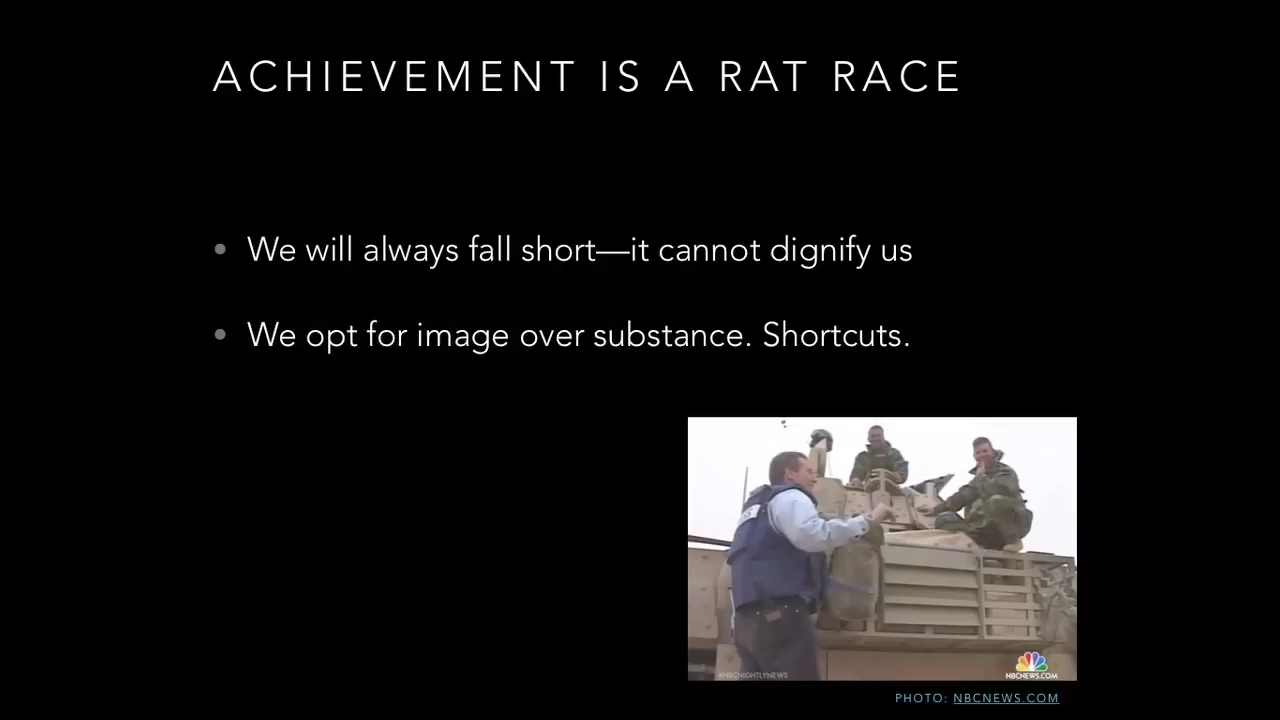 ACHIEVEMENT IS A RAT RACE
• We will always fall short—it cannot dignify us
• We opt for image over substance. Shortcuts.
NBCNEWS.COM
PHOTO: NBCNEWS.COM